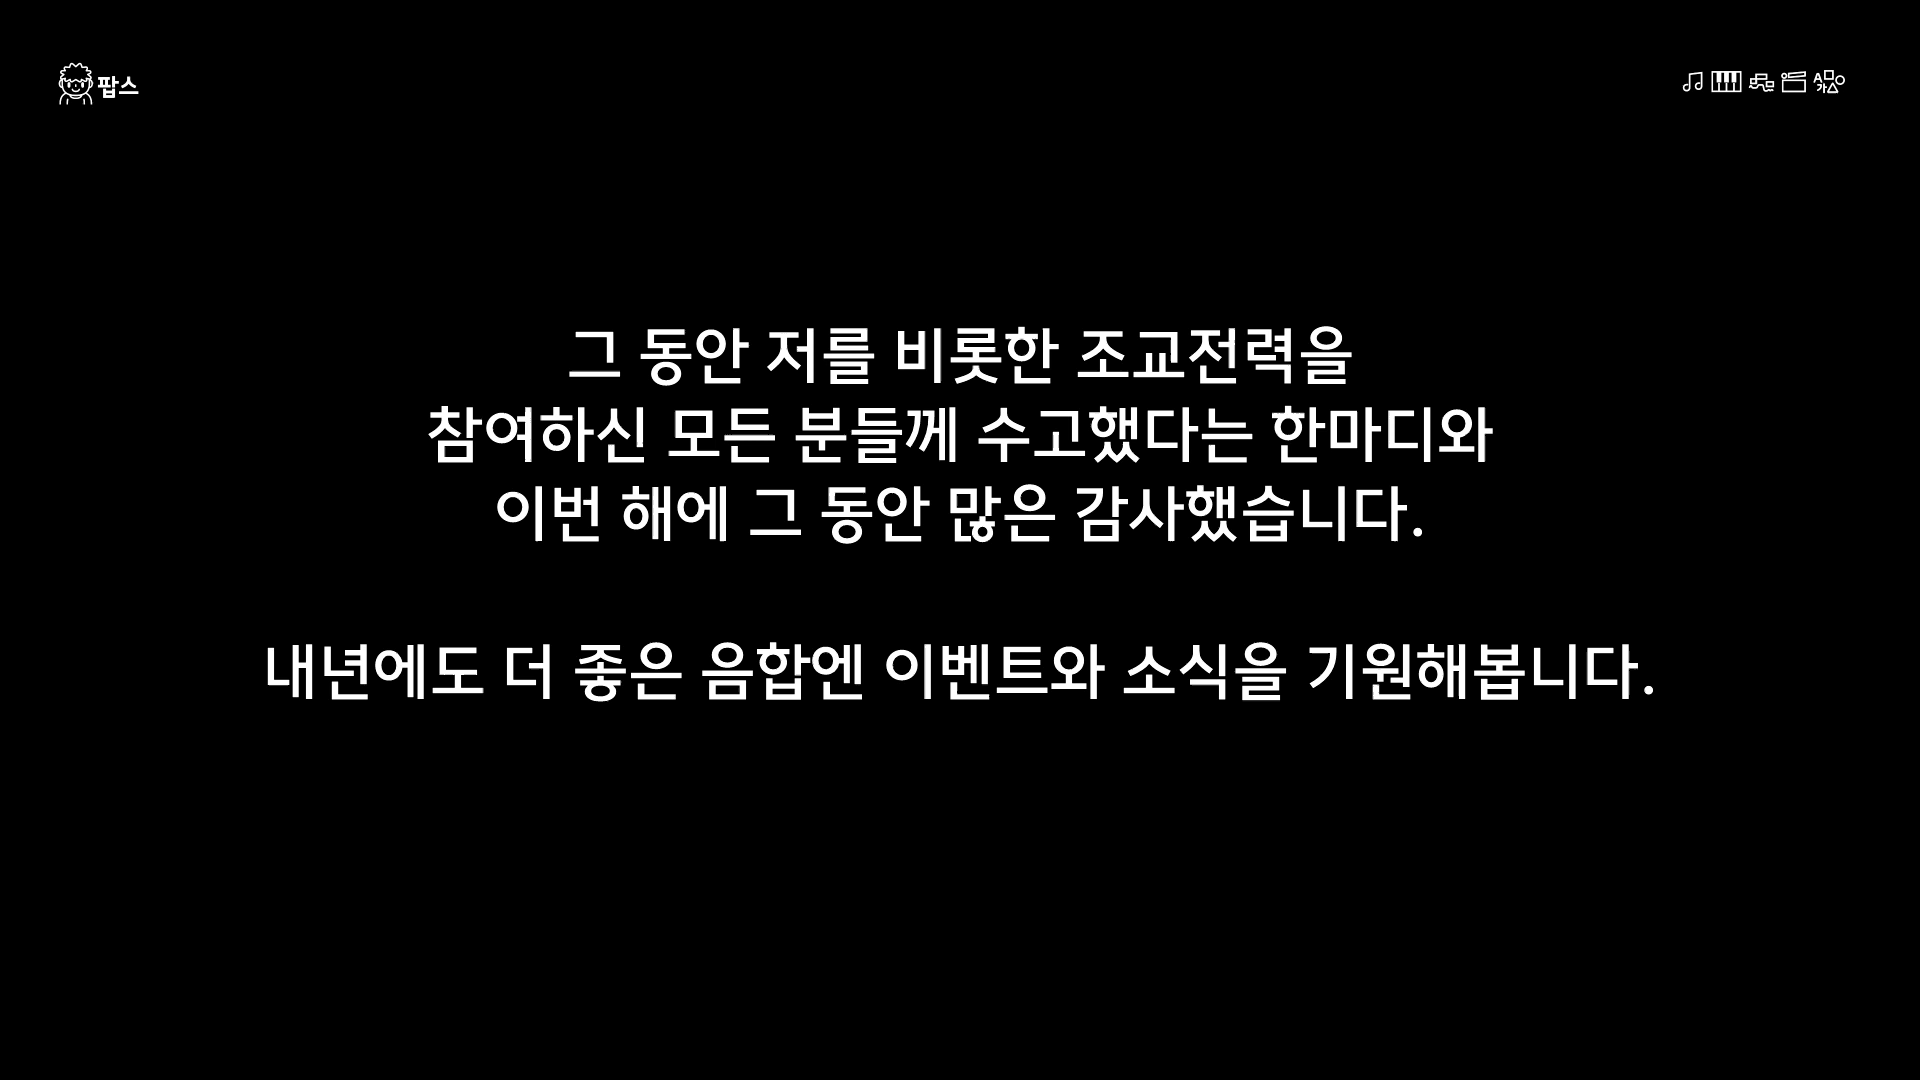 팝스
A ㅁ ㅇ
가 ㅅ
그 동안 저를 비롯한 조교전력을
참여하신 모든 분들께 수고했다는 한마디와
이번 해에 그 동안 많은 감사했습니다.
내년에도 더 좋은 음합엔 이벤트와 소식을 기원해봅니다.